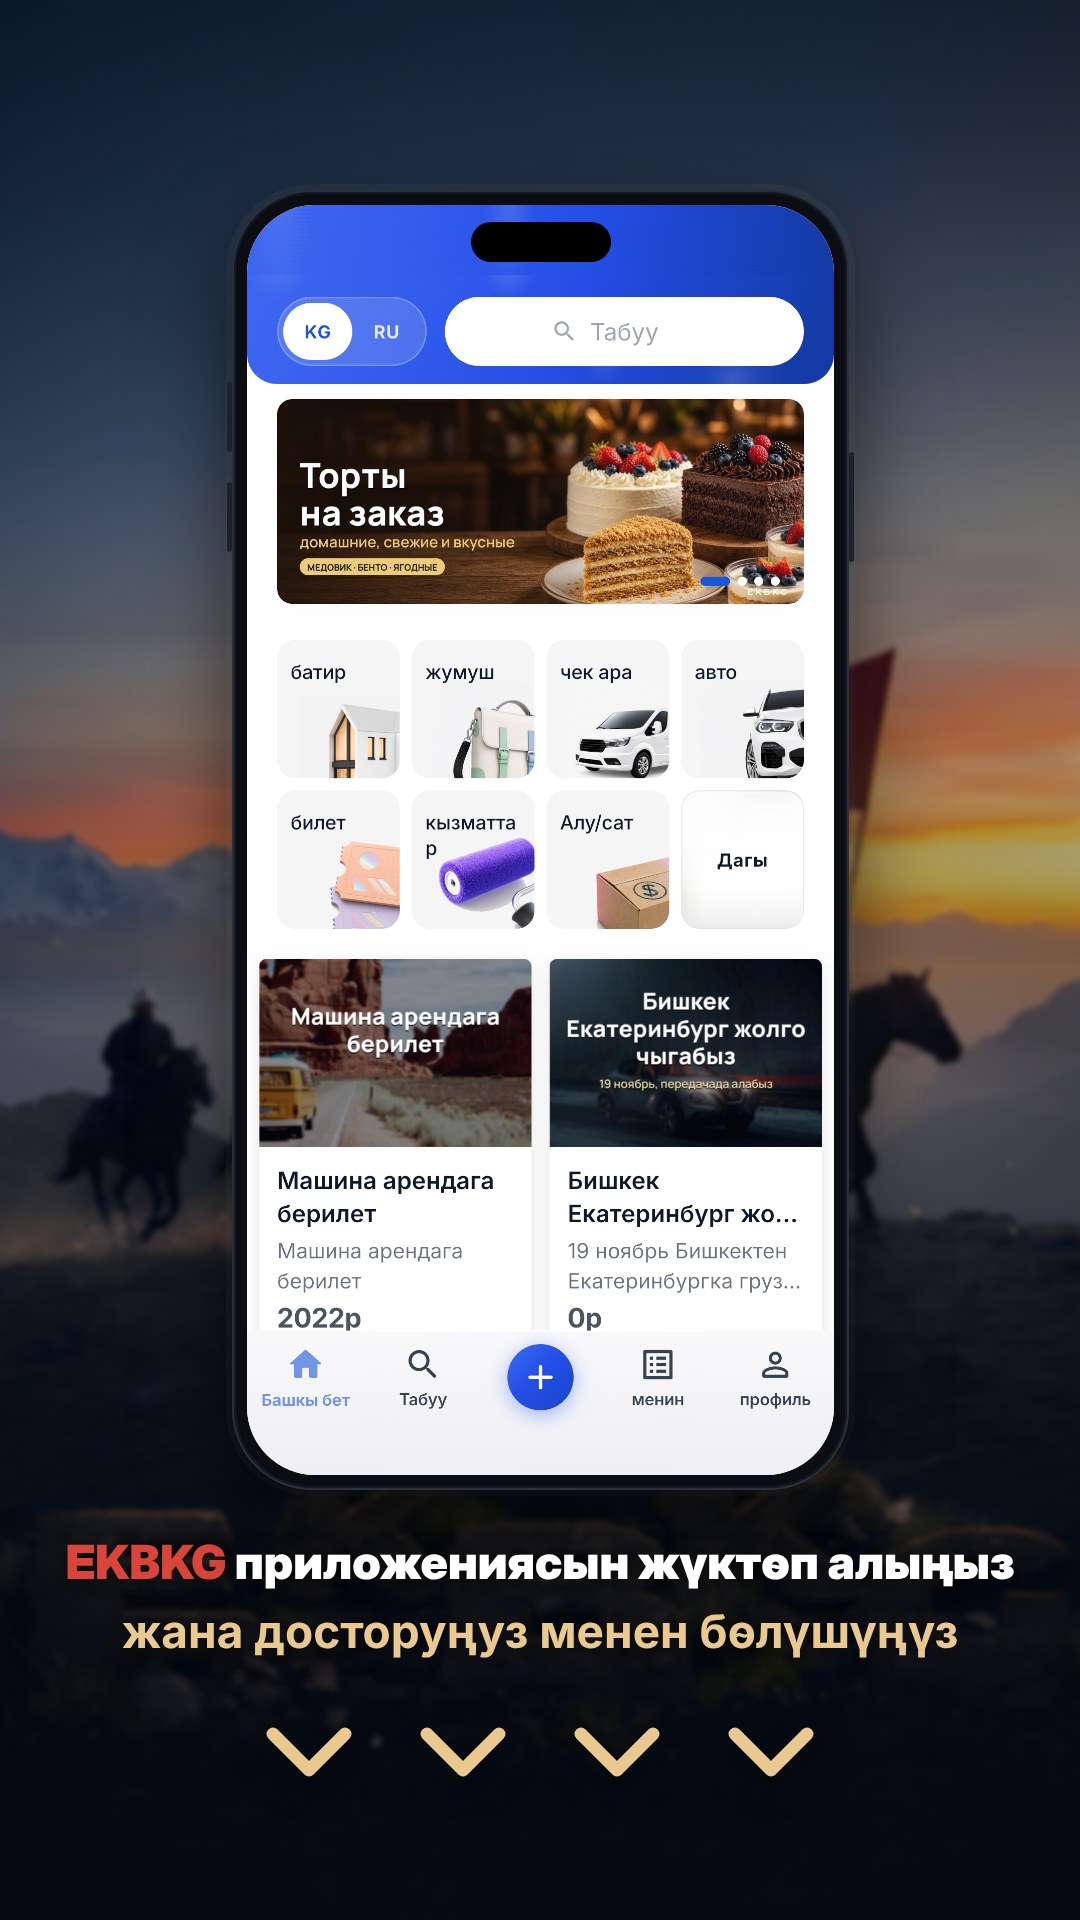 KG RU Табуу
Торты
на заказ
домашние, свежие и вкусные
МЕДОВИК · БЕНТО · ЯГОДНЫЕ
EKBKG
батир
жумуш
чек ара
авто
билет
кызматта
р
Алу/сат
Дагы
Машина арендага
берилет
Машина арендага
берилет
Машина арендага
берилет
2022р
Бишкек
Екатеринбург жолго
чыгабыз
19 ноябрь, передачада алабыз
Бишкек
Екатеринбург жо...
19 ноябрь Бишкектен
Екатеринбургка груз...
0р
Башкы бет
Табуу
менин
профиль
EKBKG приложениясын жүктөп алыңыз
жана досторуңуз менен бөлүшүңүз